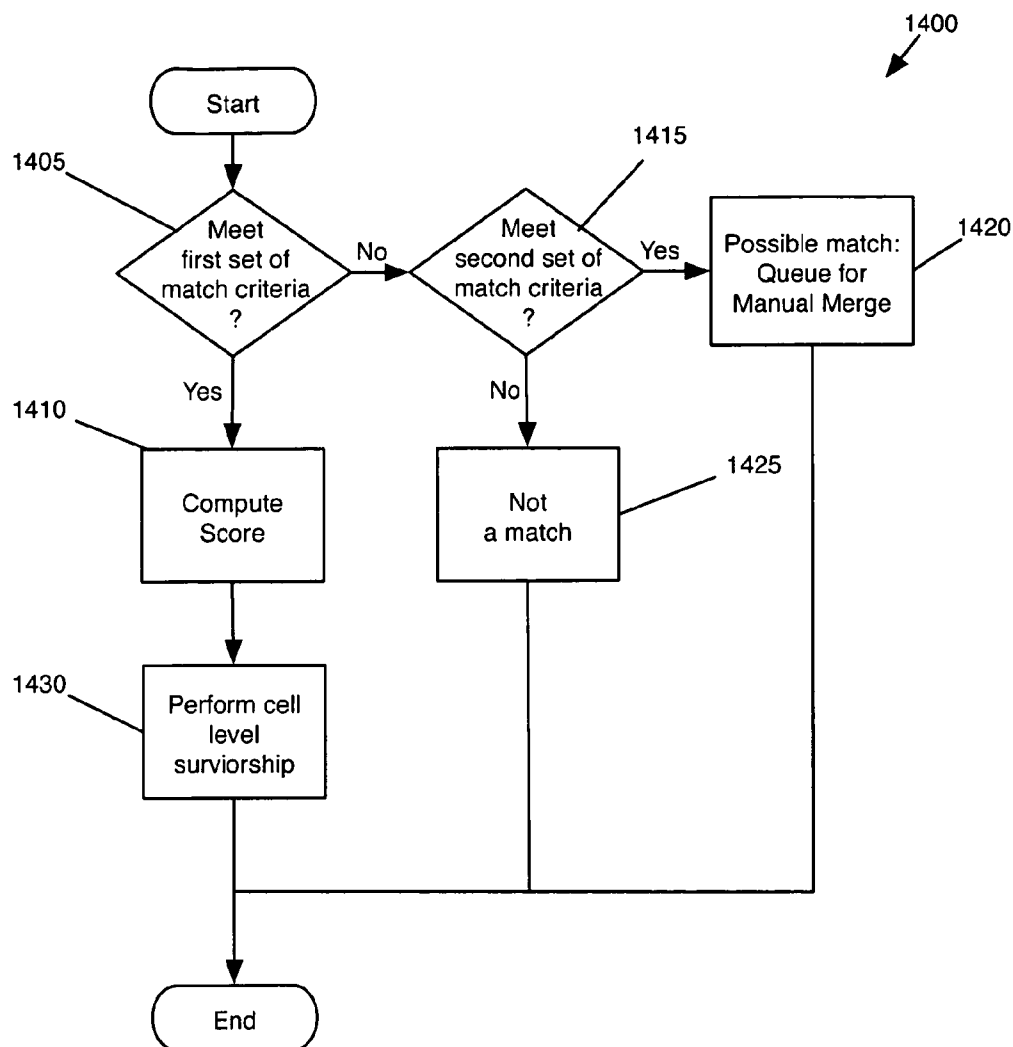 1400
Start
1405
Meet
first set of
match criteria
?
No
1415
Meet
second set of
match criteria
?
Yes
Possible match:
Queue for
Manual Merge
1420
Yes
No
1410
Compute
Score
Not
a match
1425
1430
Perform cell
level
surviorship
End